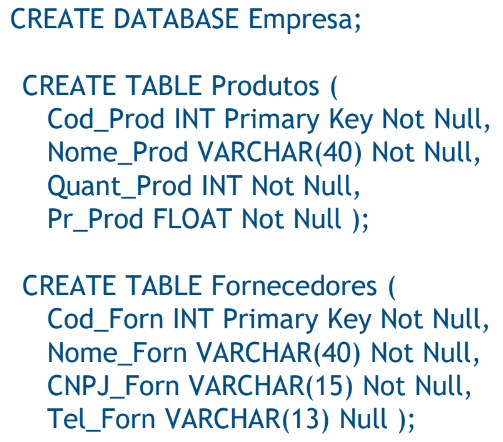 CREATE DATABASE Empresa;
CREATE TABLE Produtos (
Cod_Prod INT Primary Key Not Null,
Nome_Prod VARCHAR(40) Not Null,
Quant_Prod INT Not Null,
Pr_Prod FLOAT Not Null );
CREATE TABLE Fornecedores (
Cod_Forn INT Primary Key Not Null,
Nome_Forn VARCHAR(40) Not Null,
CNPJ_Forn VARCHAR(15) Not Null,
Tel_Forn VARCHAR(13) Null );